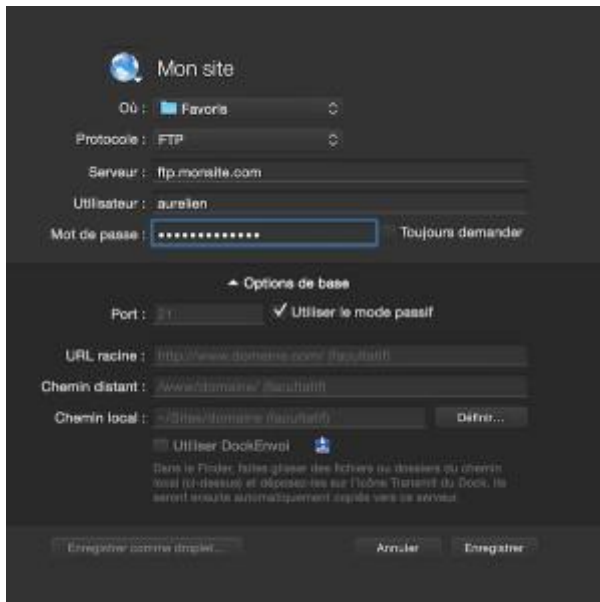 Mon site
Où : Favoris
Protocole : FTP
Serveur : ftp.monsite.com
Utilisateur : aurelien
Mot de passe : ••••••••••••• Toujours demander
Options de base
Port : 21 Utiliser le mode passif
URL racine : http://www.domaine.com/ (facultatif)
Chemin distant : /www/domaine/ (facultatif)
Chemin local : ~/Sites/domaine (facultatif) Définir...
Utiliser DockEnvoi
Dans le Finder, faites glisser des fichiers ou dossiers du chemin
local (ci-dessus) et déposez-les sur l'icône Transmit du Dock. Ils
seront ensuite automatiquement copiés vers ce serveur.
Enregistrer comme droplet... Annuler Enregistrer